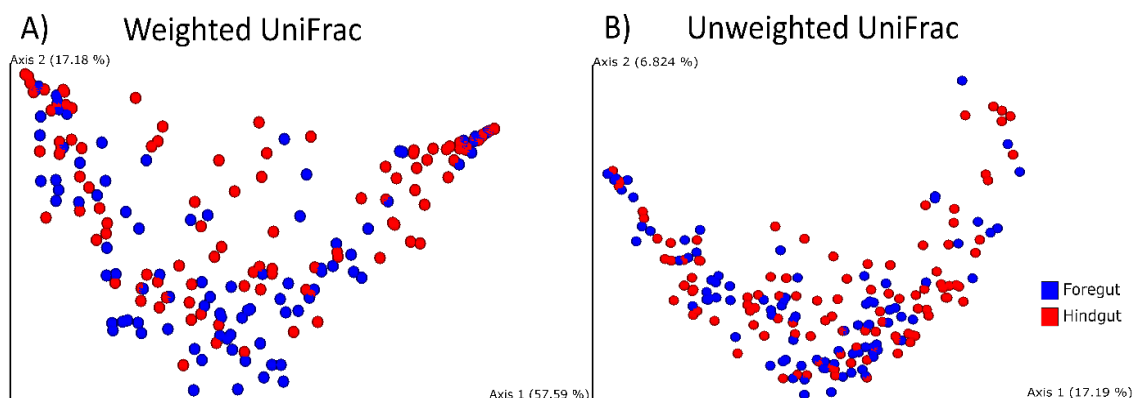 A) Weighted UniFrac
Axis 2 (17.18 %)
Axis 1 (57.59 %)
B) Unweighted UniFrac
Axis 2 (6.824 %)
Foregut
Hindgut
Axis 1 (17.19 %)